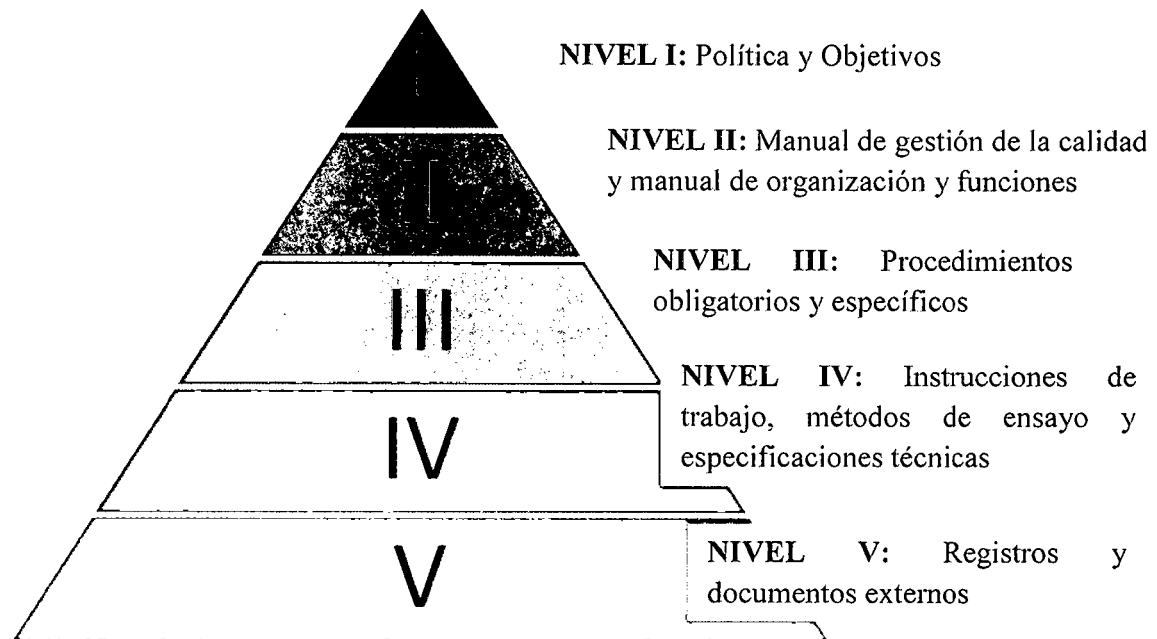 I
NIVEL I: Política y Objetivos
II
NIVEL II: Manual de gestión de la calidad
y manual de organización y funciones
III
NIVEL III: Procedimientos
obligatorios y específicos
IV
NIVEL IV: Instrucciones de
trabajo, métodos de ensayo y
especificaciones técnicas
V
NIVEL V: Registros y
documentos externos